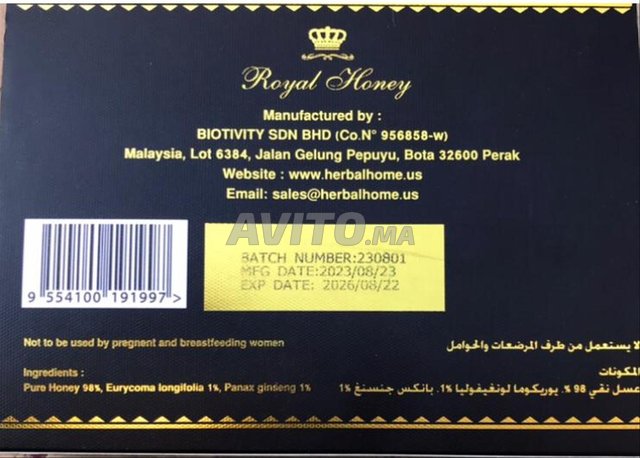 Royal Honey
Manufactured by :
BIOTIVITY SDN BHD (Co.N° 956858-w)
Malaysia, Lot 6384, Jalan Gelung Pepuyu, Bota 32600 Perak
Website : www.herbalhome.us
Email: sales@herbalhome.us
AVITO.ma
BATCH NUMBER:230801
MFG DATE:2023/08/23
EXP DATE: 2026/08/22
9 554100 191997>
Not to be used by pregnent and breastfeeding women
لا يستعمل من طرف المرضعات والحوامل
Ingredients :
Pure Honey 98%, Eurycoma longifolia 1%, Panax ginseng 1%
المكونات
عسل نقي 98 %. يوريكوما لونغيفوليا 1%. بانكس جنسنغ 1%